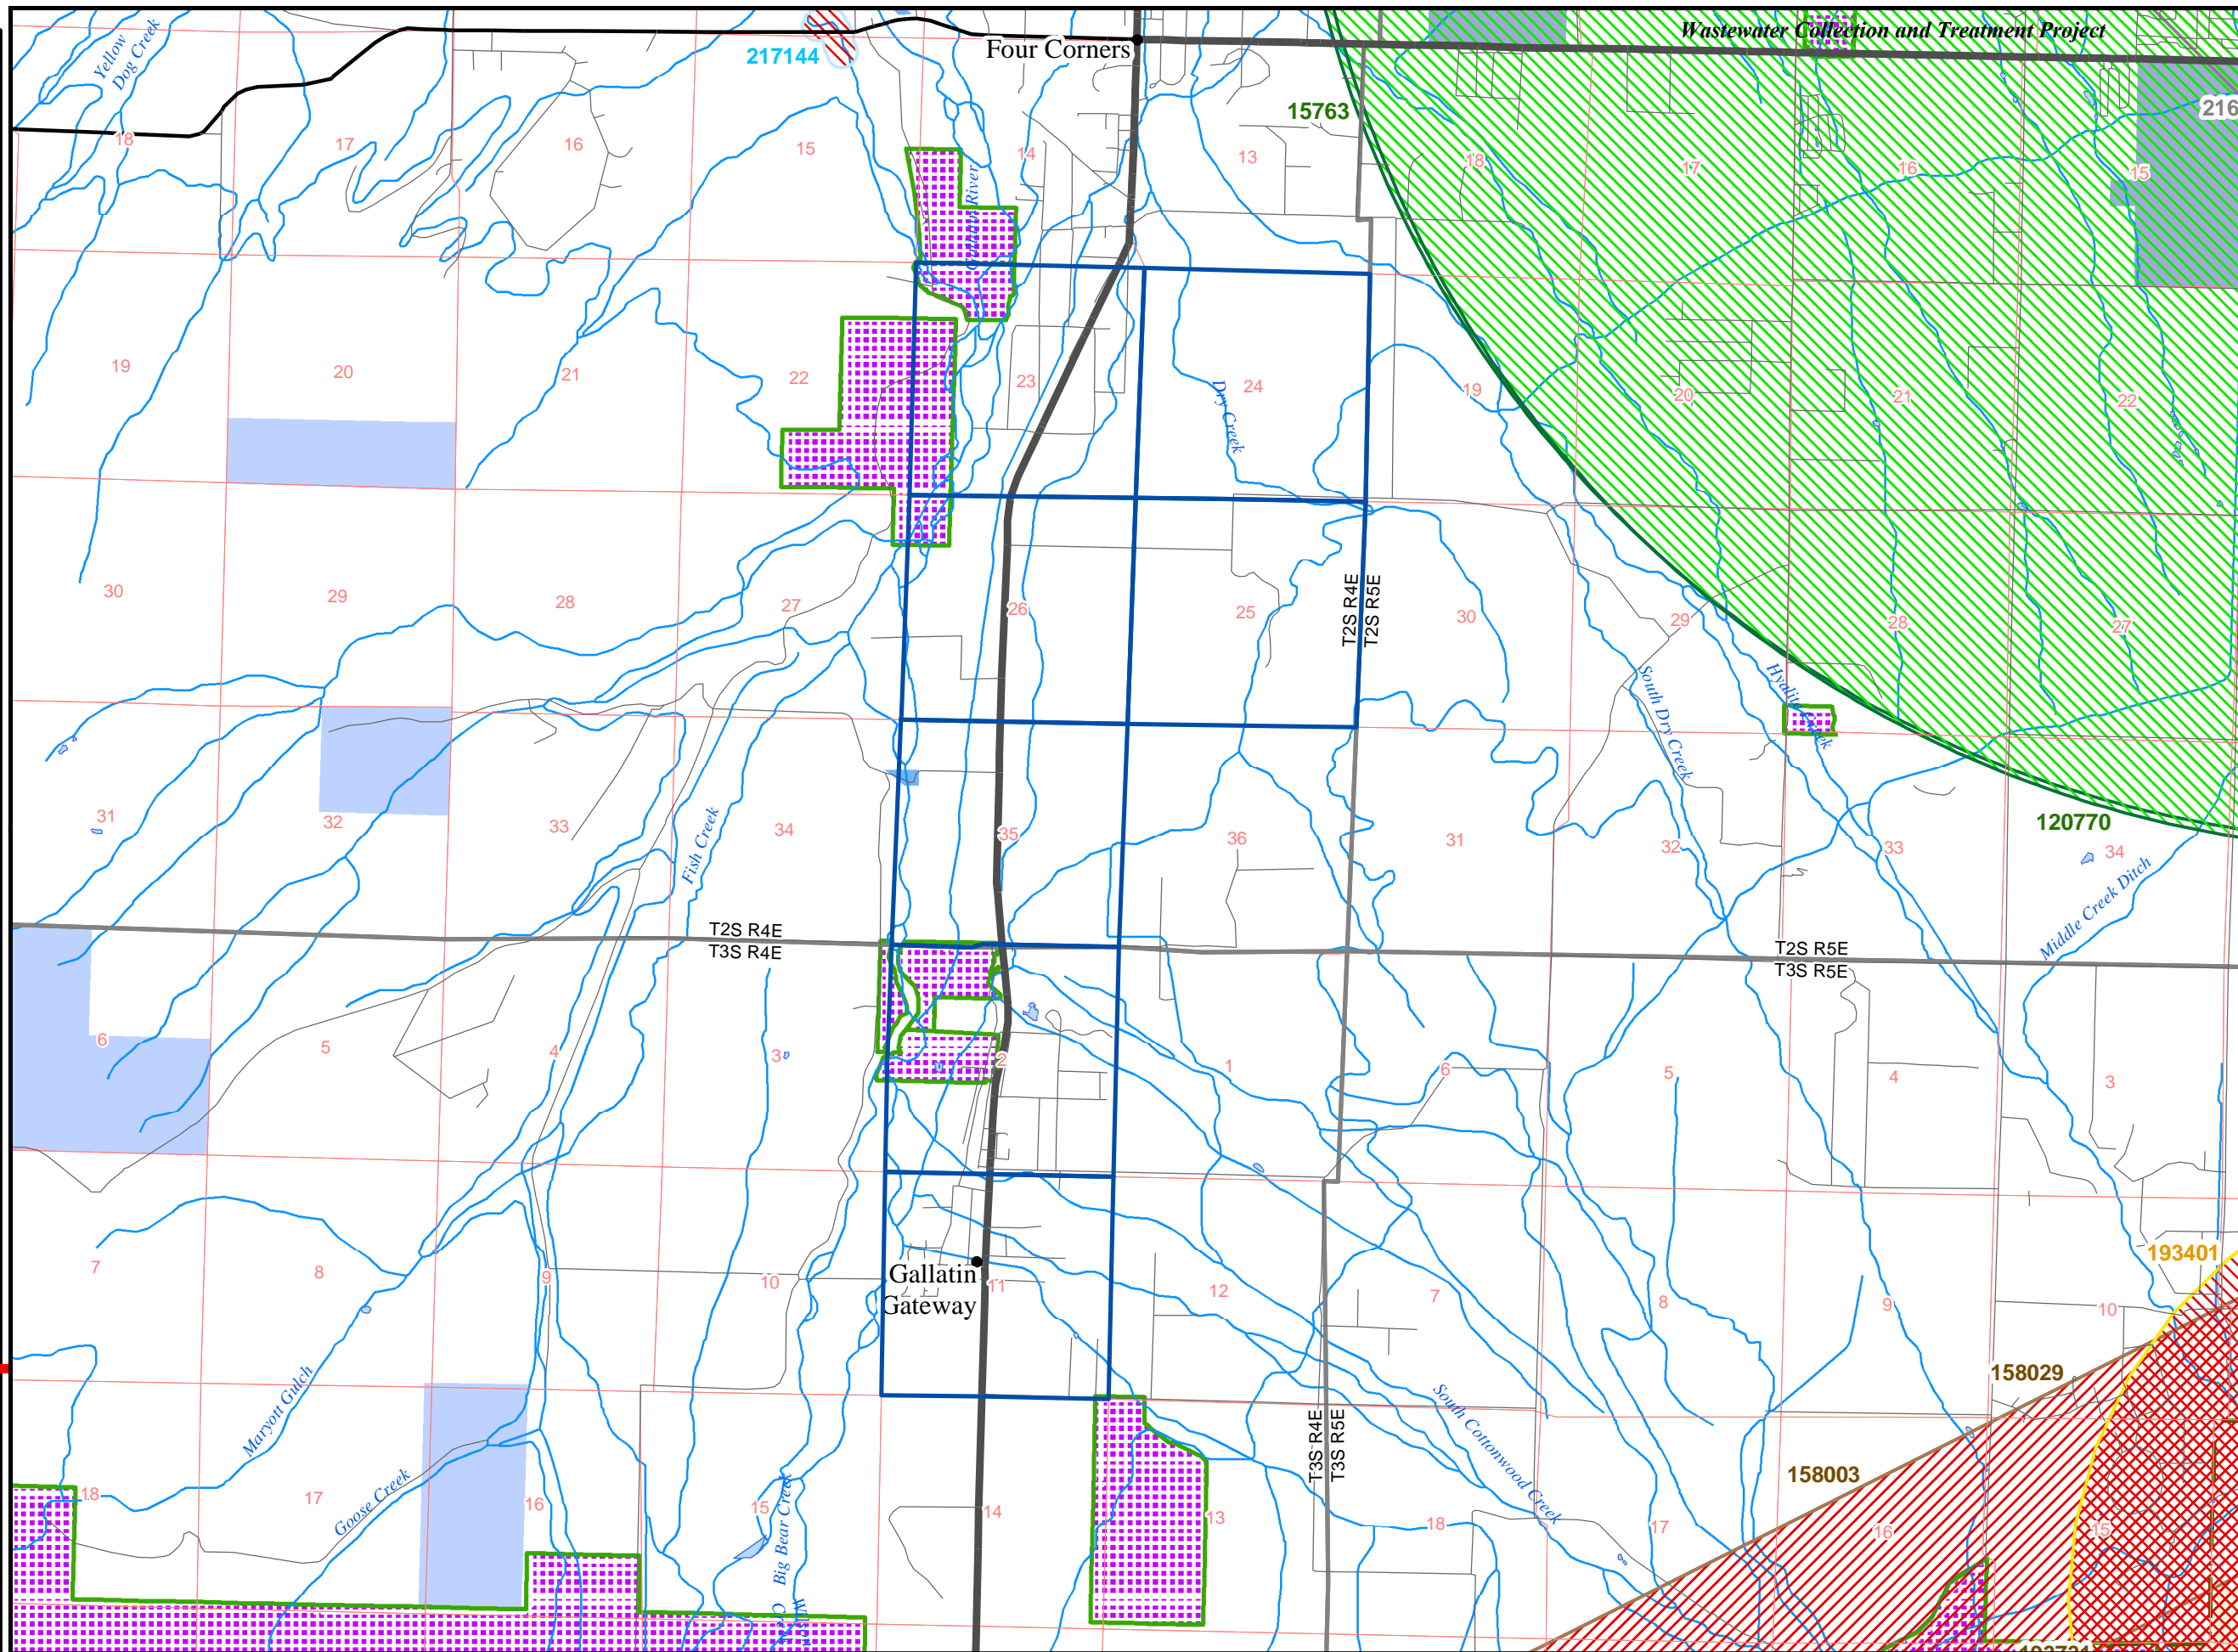 Wastewater Collection and Treatment Project
Four Corners
217144
Yellow
Dog Creek
15763
216
18
17
16
15
14
13
18
17
16
15
Gallatin River
19
20
21
22
23
24
19
20
21
22
Dry Creek
30
29
28
27
26
25
T2S R4E
T2S R5E
30
29
28
27
South Dry Creek
Hyalite Creek
31
32
33
34
35
36
31
32
33
34
Fish Creek
120770
Middle Creek Ditch
T2S R4E
T3S R4E
T2S R5E
T3S R5E
6
5
4
3
2
1
6
5
4
3
193401
7
8
9
10
Gallatin
Gateway
11
12
7
8
9
10
158029
Maryott Gulch
Goose Creek
T3S R4E
T3S R5E
South Cottonwood Creek
158003
18
17
16
15
14
13
18
17
16
15
Big Bear Creek
Wilson
Creek